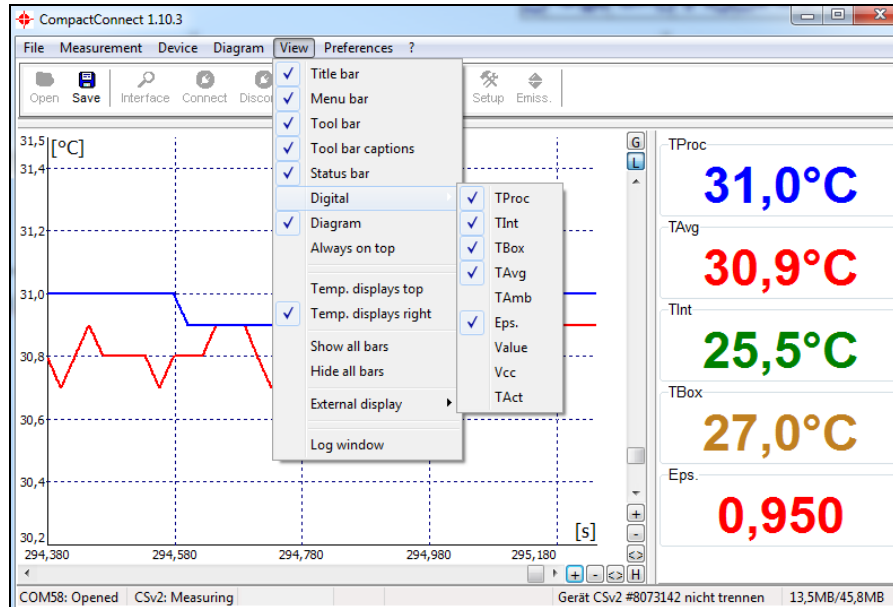 CompactConnect 1.10.3
File Measurement Device Diagram View Preferences ?
Open Save Interface Connect Setup Emiss.
Title bar
Menu bar
Tool bar
Tool bar captions
Status bar
Digital
Diagram
Always on top
Temp. displays top
Temp. displays right
Show all bars
Hide all bars
External display
Log window
TProc
TInt
TBox
TAvg
TAmb
Eps.
Value
Vcc
TAct
31,5 [°C]
31,4
31,2
31,0
30,8
30,6
30,4
30,2
[s]
294,380 294,580 294,780 294,980 295,180
G
L
+
-
<>
+ - <> H
TProc
31,0°C
TAvg
30,9°C
TInt
25,5°C
TBox
27,0°C
Eps.
0,950
COM58: Opened CSv2: Measuring Gerät CSv2 #8073142 nicht trennen 13,5MB/45,8MB